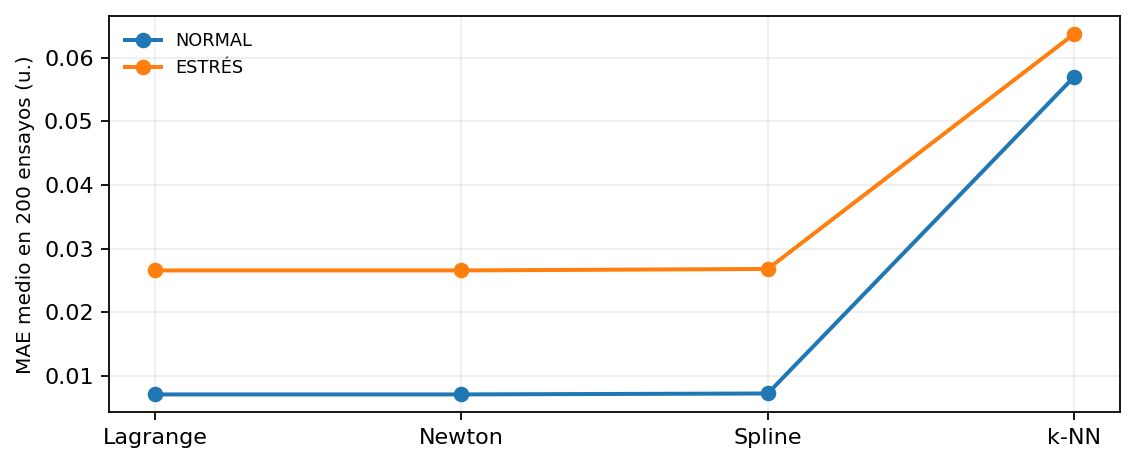 NORMAL
ESTRÉS
MAE medio en 200 ensayos (u.)
0.06
0.05
0.04
0.03
0.02
0.01
Lagrange Newton Spline k-NN